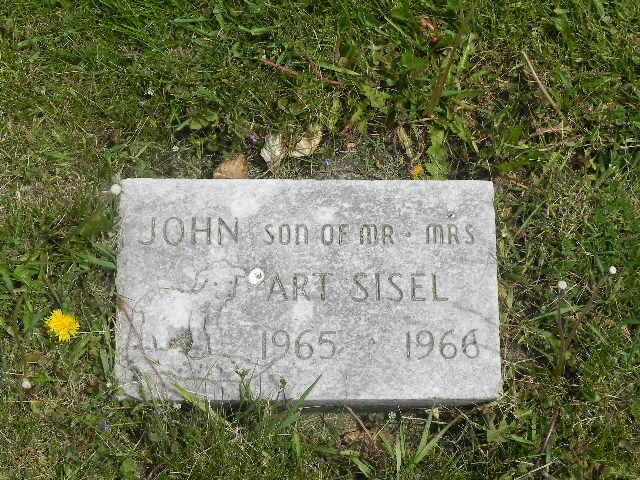 JOHN SON OF MR · MRS
ART SISEL
1965 · 1966